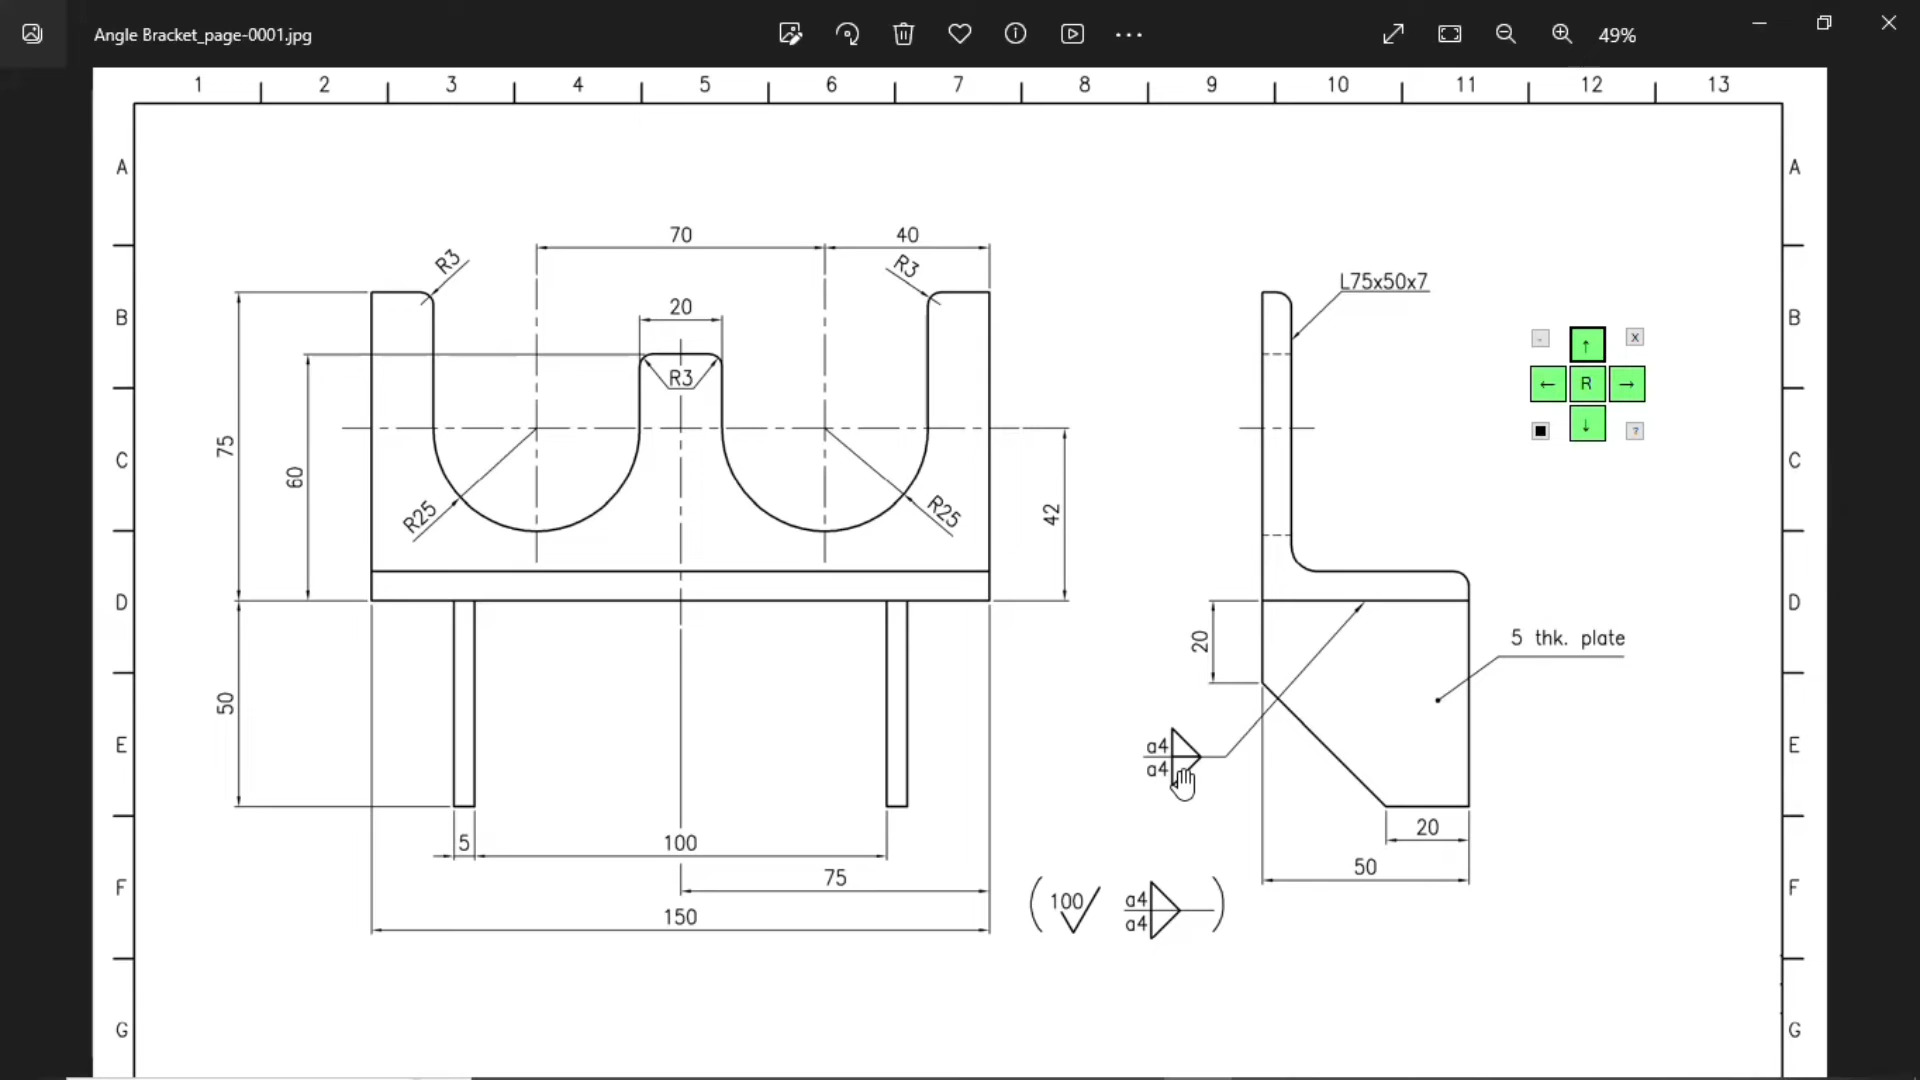 Angle Bracket_page-0001.jpg
49%
1 2 3 4 5 6 7 8 9 10 11 12 13
A A
70 40
R3 R3
L75x50x7
B B
20
- ↑ X
R3
← R →
75 C C
60
↓ ?
R25 R25 42
D D
20
5 thk. plate
50
E a4 E
a4
20
5 100
50
75
F 100 a4 F
a4
150
G G